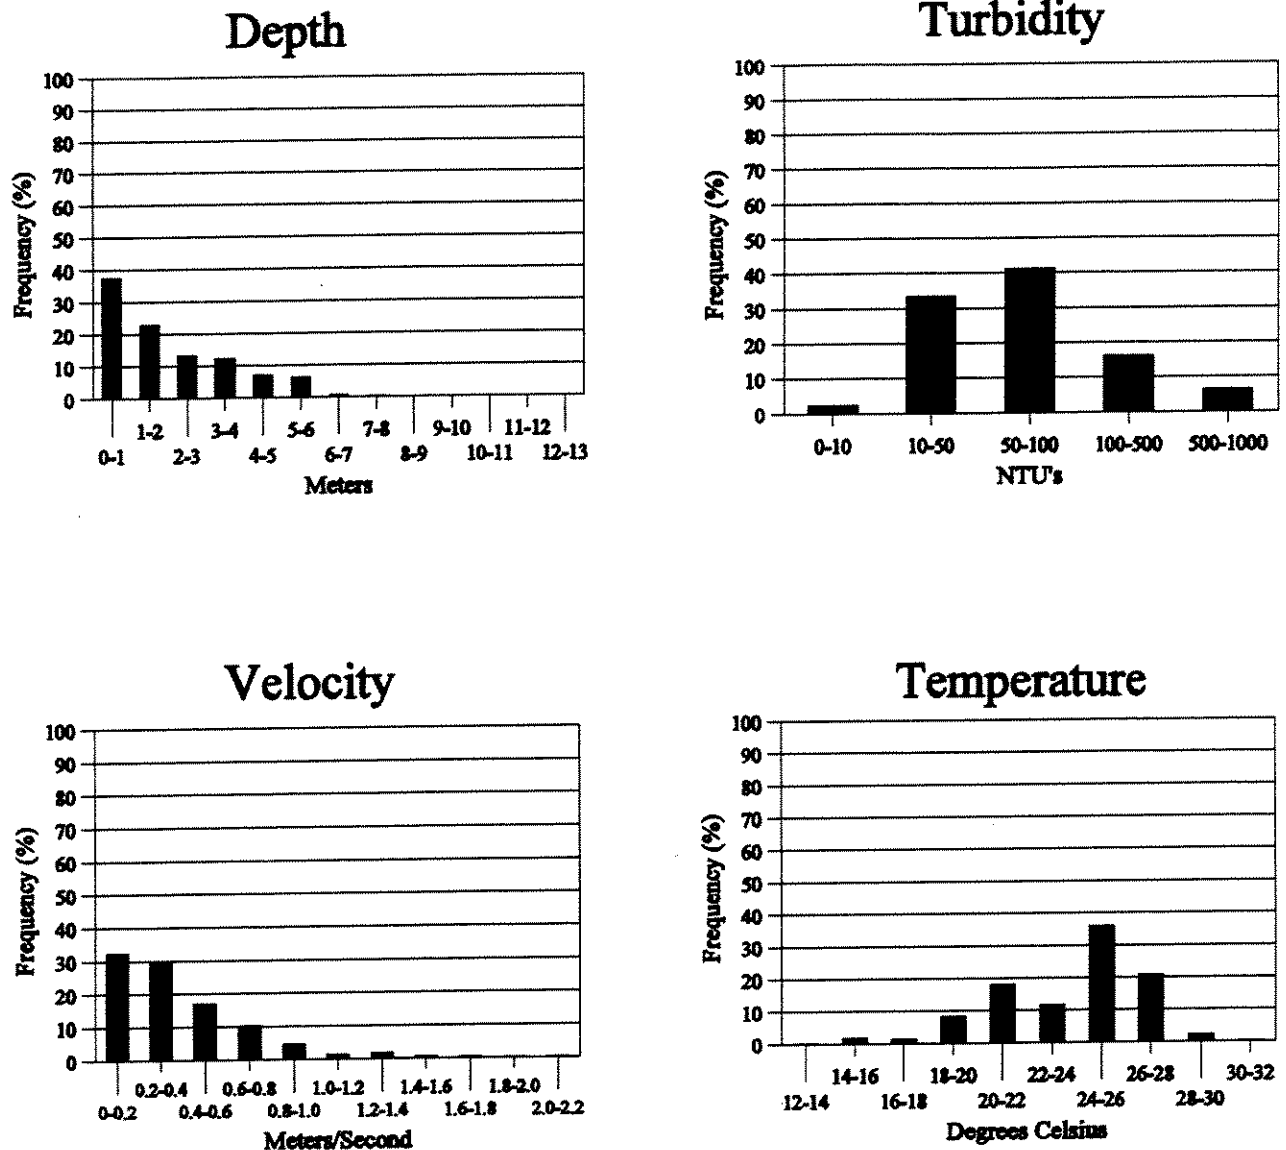 Depth
100
90
80
70
60
50
40
30
20
10
0
Frequency (%)
1-2 3-4 5-6 7-8 9-10 11-12
0-1 2-3 4-5 6-7 8-9 10-11 12-13
Meters
Turbidity
100
90
80
70
60
50
40
30
20
10
0
Frequency (%)
0-10 10-50 50-100 100-500 500-1000
NTU's
Velocity
100
90
80
70
60
50
40
30
20
10
0
Frequency (%)
0.2-0.4 0.6-0.8 1.0-1.2 1.4-1.6 1.8-2.0
0-0.2 0.4-0.6 0.8-1.0 1.2-1.4 1.6-1.8 2.0-2.2
Meters/Second
Temperature
100
90
80
70
60
50
40
30
20
10
0
Frequency (%)
14-16 18-20 22-24 26-28 30-32
12-14 16-18 20-22 24-26 28-30
Degrees Celsius